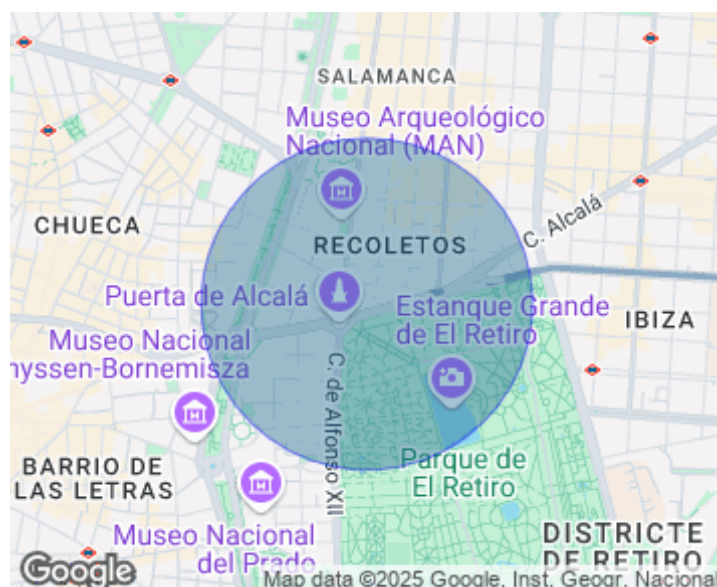 SALAMANCA
Museo Arqueológico
Nacional (MAN)
CHUECA
RECOLETOS
C. Alcalá
Puerta de Alcalá
Estanque Grande
de El Retiro
IBIZA
Museo Nacional
hyssen-Bornemisza
C. de Alfonso XII
BARRIO DE
LAS LETRAS
Parque de
El Retiro
Museo Nacional
del Prado
DISTRICTE
DE RETIRO
Google
Map data ©2025 Google, Inst. Geogr. Nacional